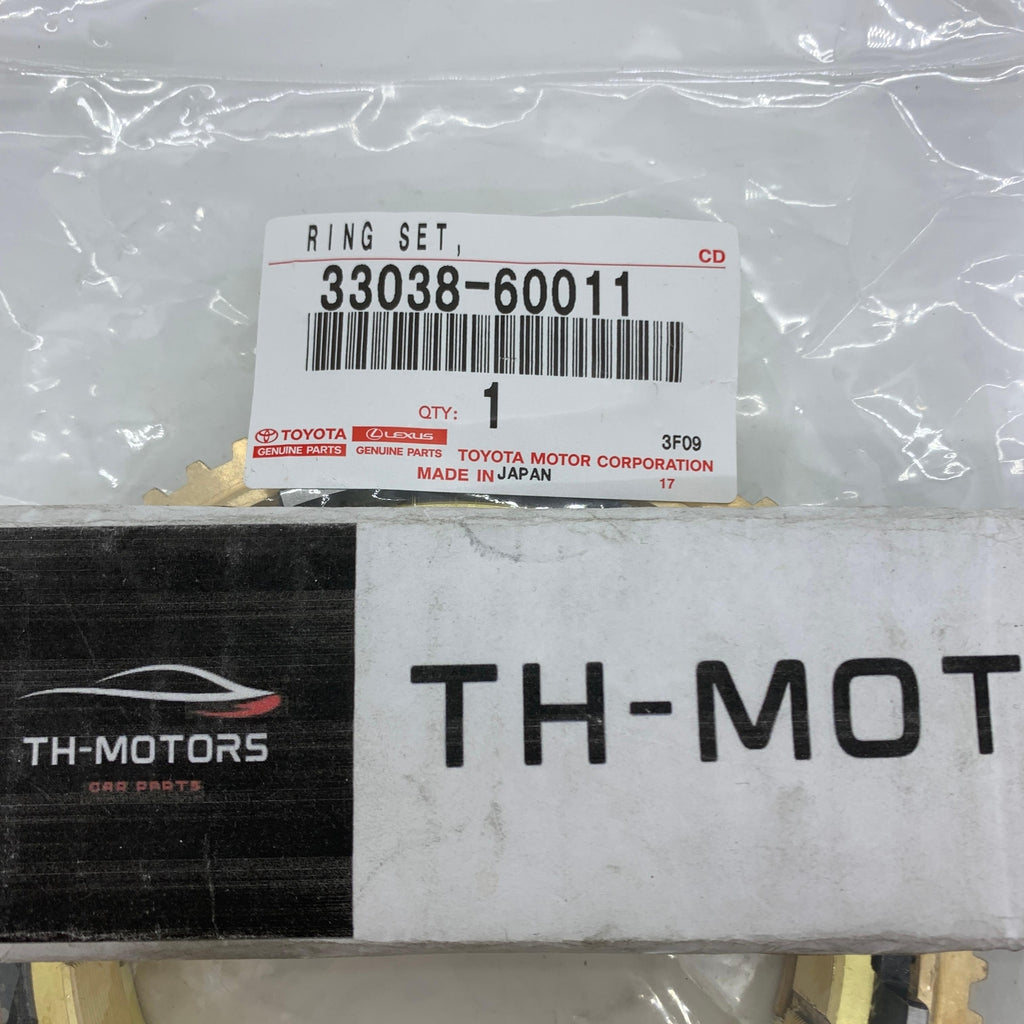 RING SET,
CD
33038-60011
QTY: 1
TOYOTA
GENUINE PARTS
LEXUS
GENUINE PARTS
3F09
TOYOTA MOTOR CORPORATION
MADE IN JAPAN
17
TH-MOTORS
CAR PARTS
TH-MOT